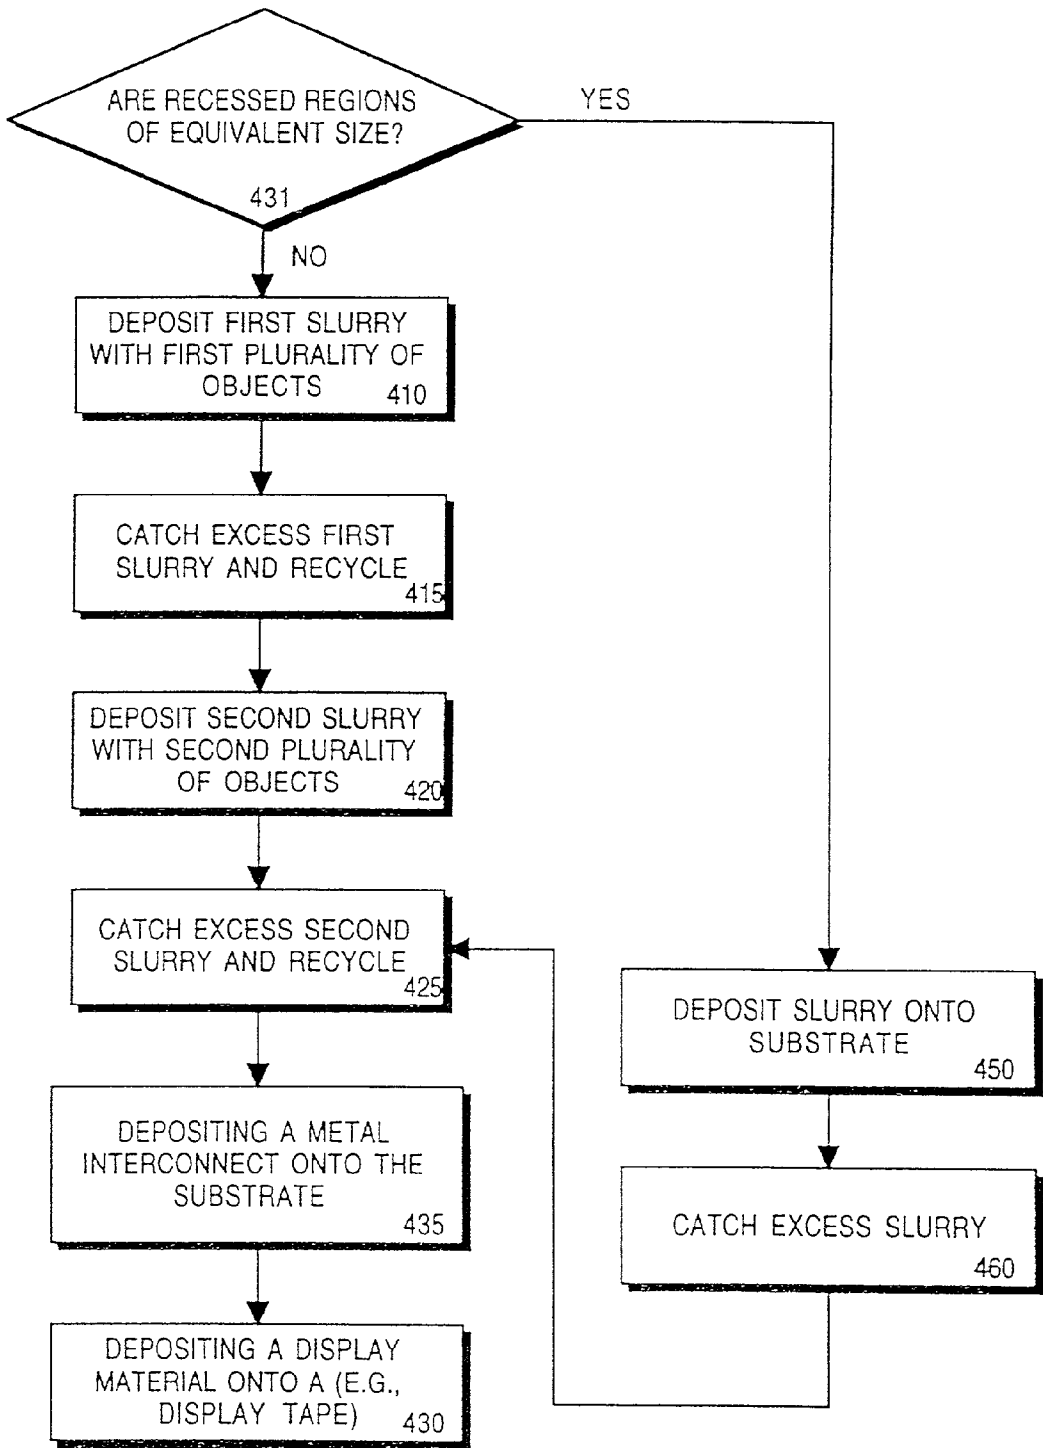 ARE RECESSED REGIONS
OF EQUIVALENT SIZE?
431
YES
NO
DEPOSIT FIRST SLURRY
WITH FIRST PLURALITY OF
OBJECTS 410
CATCH EXCESS FIRST
SLURRY AND RECYCLE
415
DEPOSIT SECOND SLURRY
WITH SECOND PLURALITY
OF OBJECTS 420
CATCH EXCESS SECOND
SLURRY AND RECYCLE
425
DEPOSITING A METAL
INTERCONNECT ONTO THE
SUBSTRATE
435
DEPOSITING A DISPLAY
MATERIAL ONTO A (E.G.,
DISPLAY TAPE) 430
DEPOSIT SLURRY ONTO
SUBSTRATE
450
CATCH EXCESS SLURRY
460